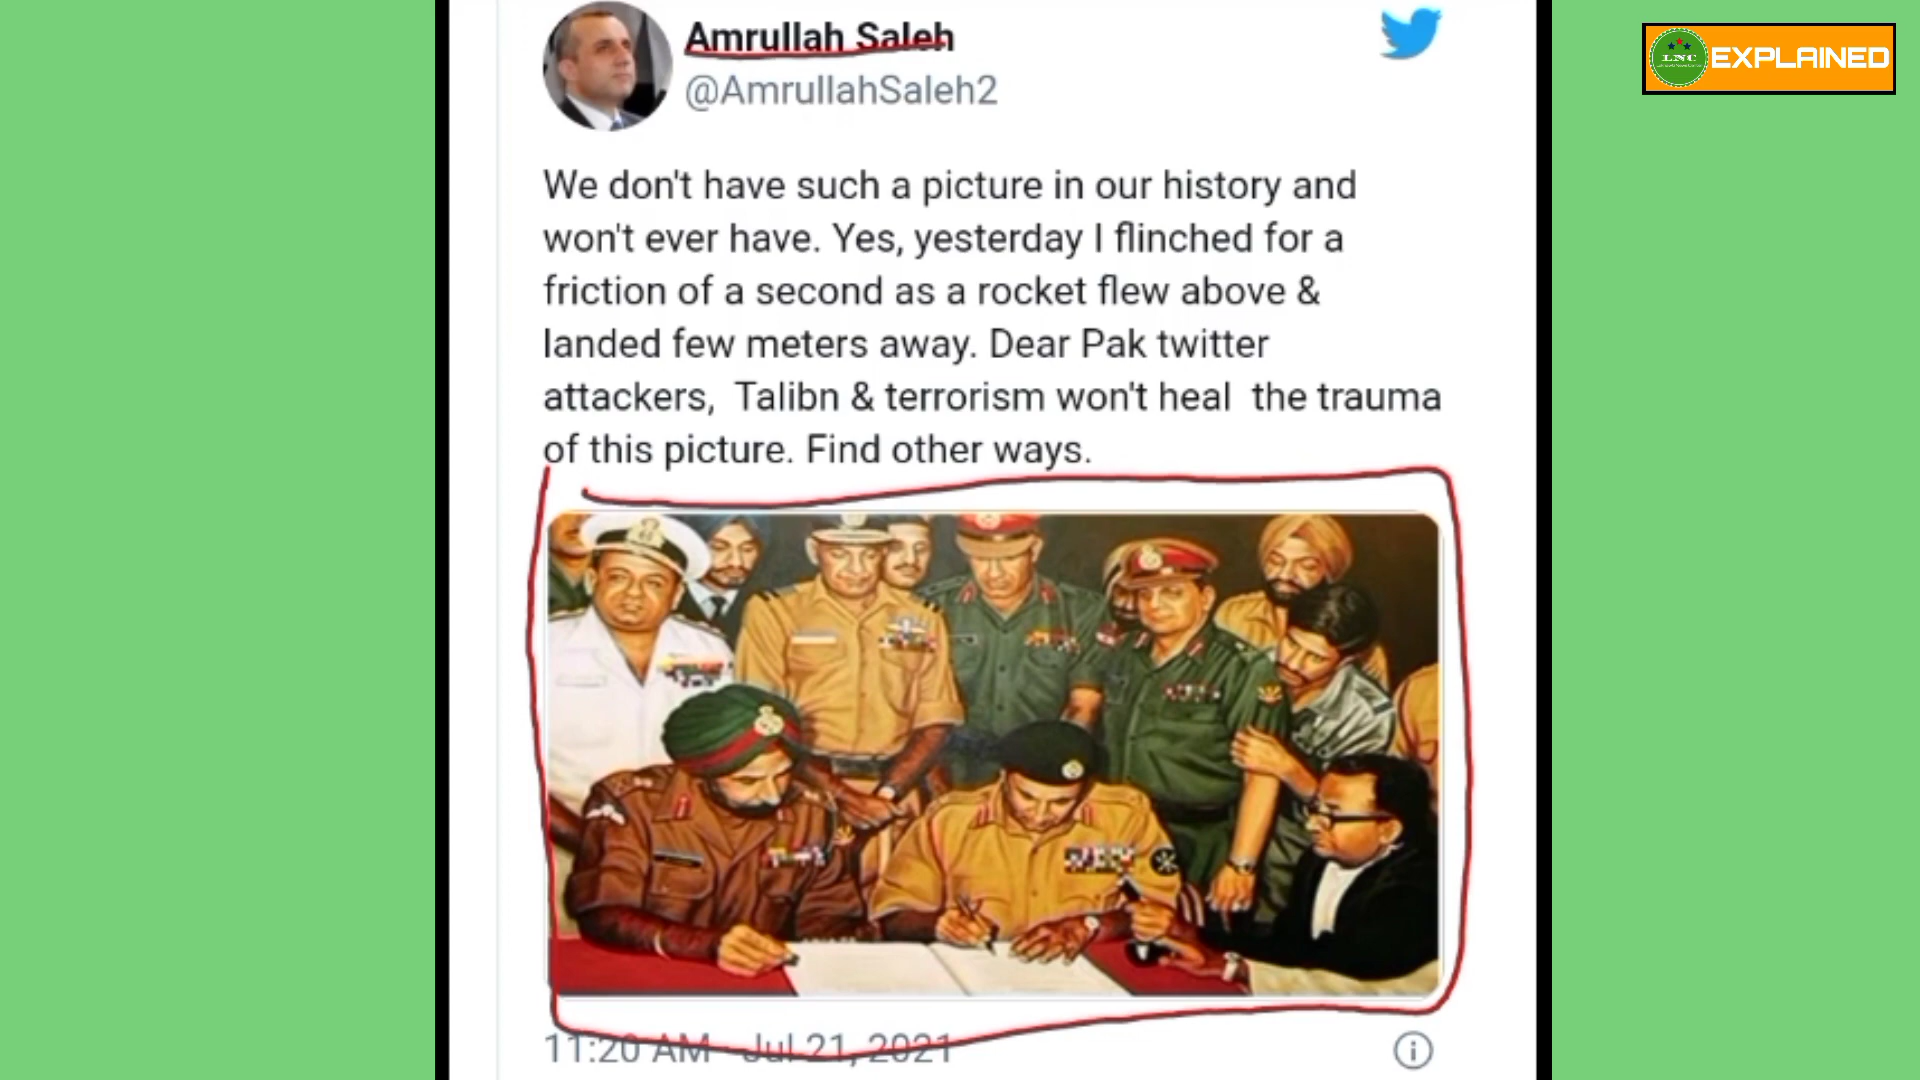 Amrullah Saleh
@AmrullahSaleh2
LNC
EXPLAINED
We don't have such a picture in our history and
won't ever have. Yes, yesterday I flinched for a
friction of a second as a rocket flew above &
landed few meters away. Dear Pak twitter
attackers,  Talibn & terrorism won't heal  the trauma
of this picture. Find other ways.
11:20 AM · Jul 21, 2021